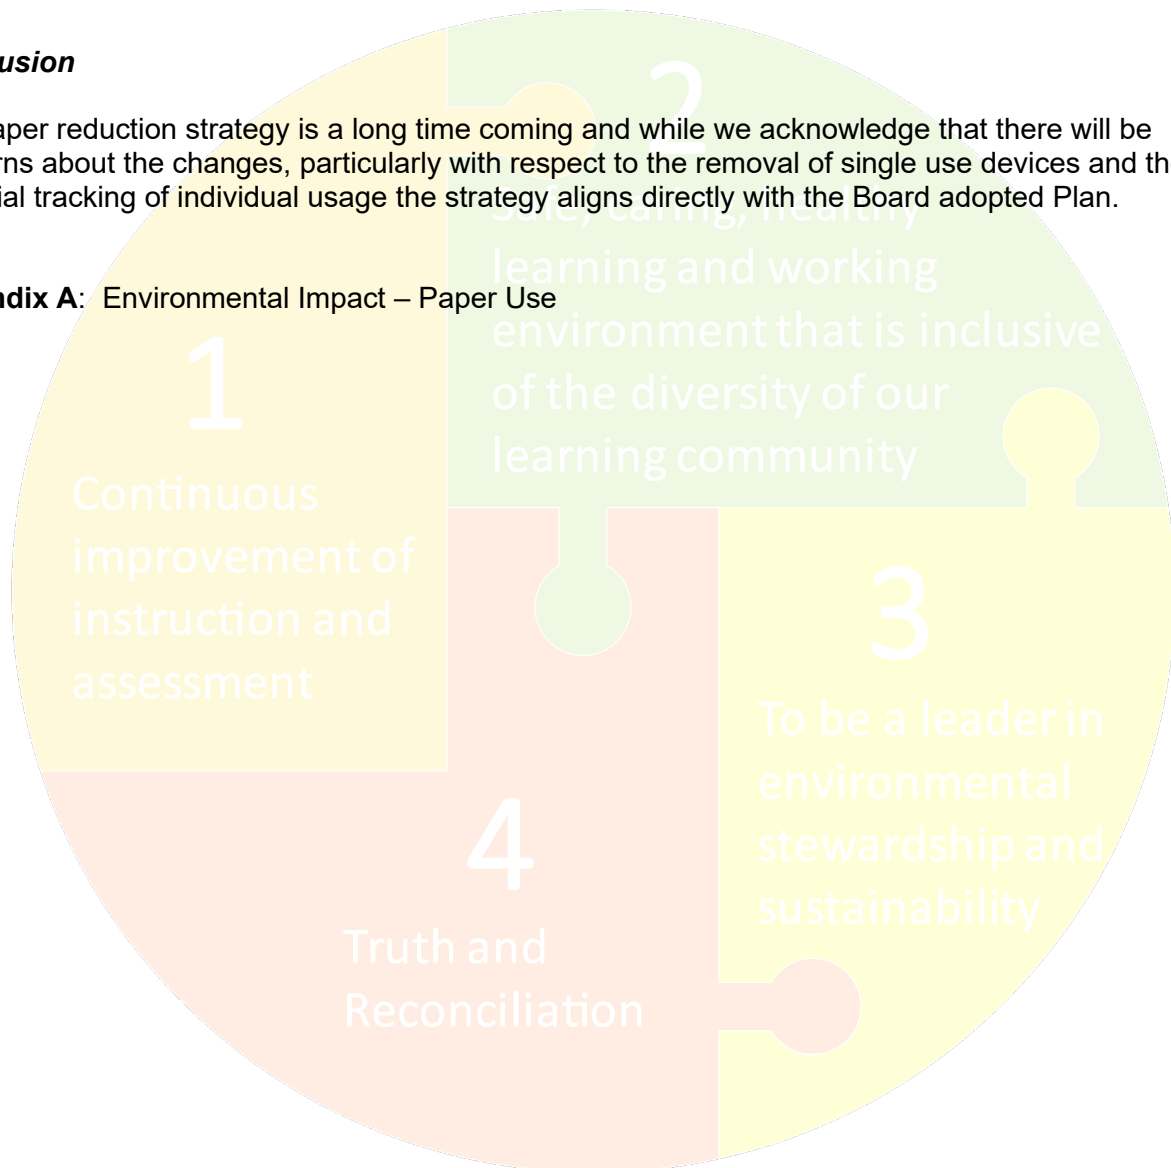 usion
aper reduction strategy is a long time coming and while we acknowledge that there will be
rns about the changes, particularly with respect to the removal of single use devices and th
ial tracking of individual usage the strategy aligns directly with the Board adopted Plan.
ndix A: Environmental Impact – Paper Use
1
Continuous
improvement of
instruction and
assessment
2
Safe, caring, healthy
learning and working
environment that is inclusive
of the diversity of our
learning community
3
To be a leader in
environmental
stewardship and
sustainability
4
Truth and
Reconciliation